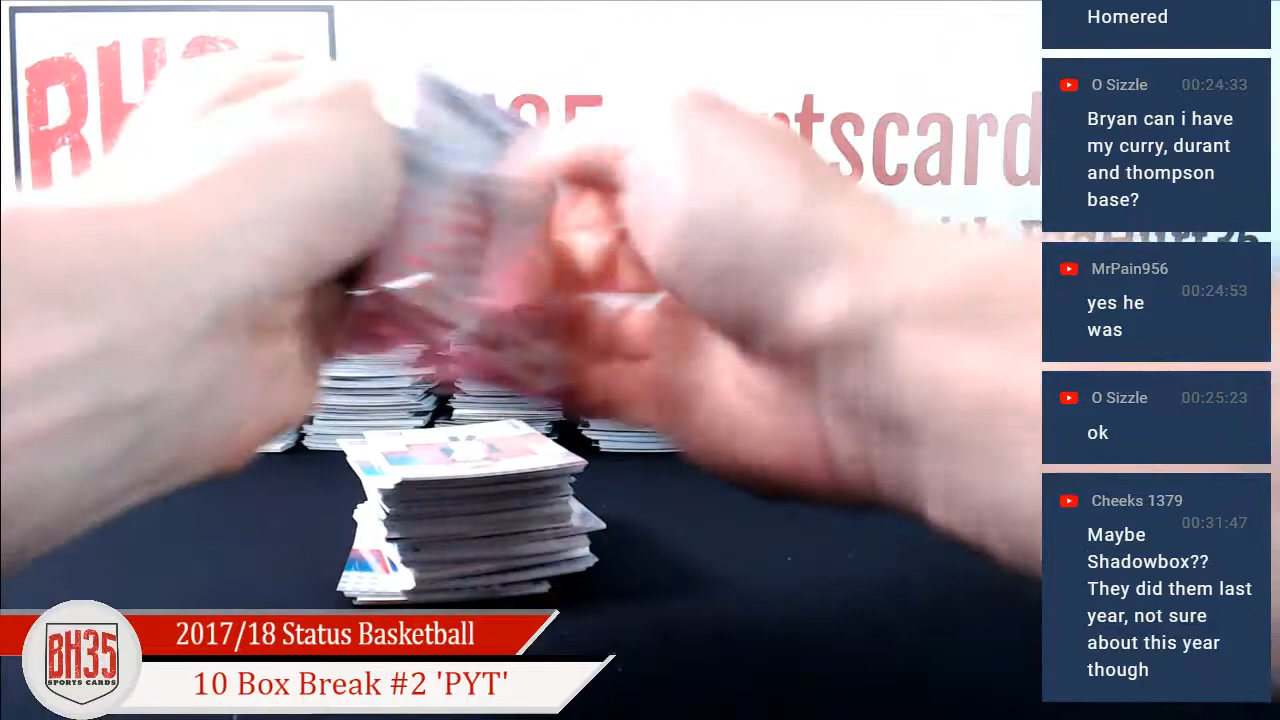 Homered
O Sizzle 00:24:33
Bryan can i have
my curry, durant
and thompson
base?
MrPain956 00:24:53
yes he
was
O Sizzle 00:25:23
ok
Cheeks 1379 00:31:47
Maybe
Shadowbox??
They did them last
year, not sure
about this year
though
2017/18 Status Basketball
10 Box Break #2 'PYT'
BH35
SPORTS CARDS